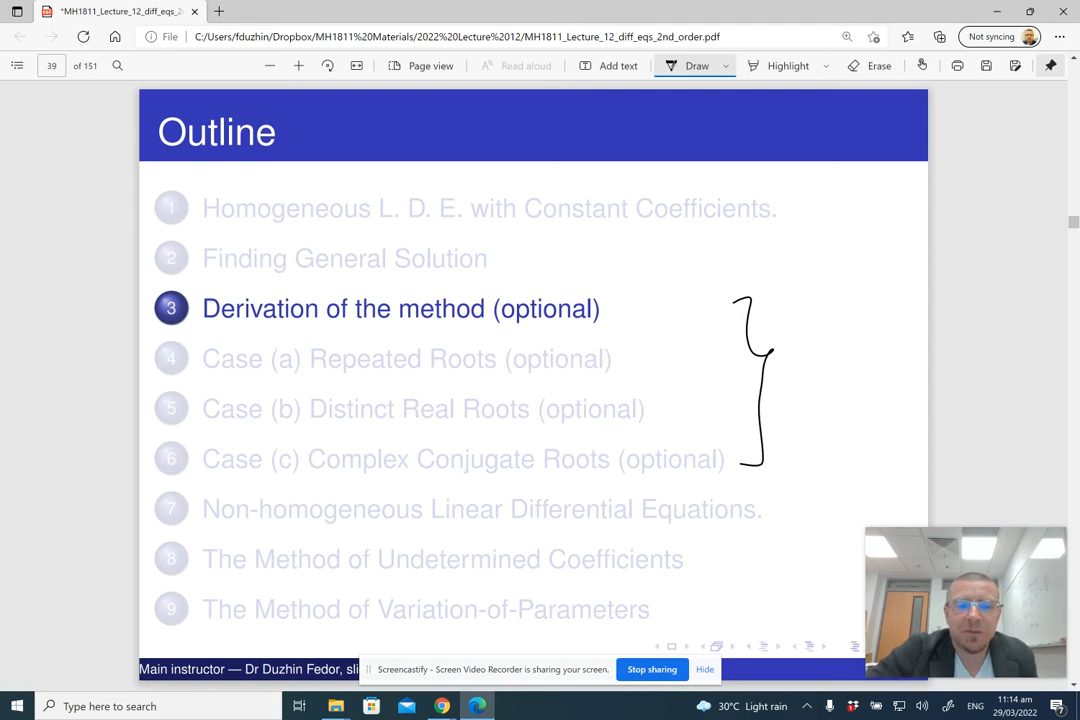 *MH1811_Lecture_12_diff_eqs_2nd
File
C:/Users/fduzhin/Dropbox/MH1811%20Materials/2022%20Lecture%2012/MH1811_Lecture_12_diff_eqs_2nd_order.pdf
Not syncing
39 of 151
Page view
Read aloud
Add text
Draw
Highlight
Erase
Outline
1 Homogeneous L. D. E. with Constant Coefficients.
2 Finding General Solution
3 Derivation of the method (optional)
4 Case (a) Repeated Roots (optional)
5 Case (b) Distinct Real Roots (optional)
6 Case (c) Complex Conjugate Roots (optional)
7 Non-homogeneous Linear Differential Equations.
8 The Method of Undetermined Coefficients
9 The Method of Variation-of-Parameters
Main instructor — Dr Duzhin Fedor, sli
Screencastify - Screen Video Recorder is sharing your screen.
Stop sharing
Hide
Type here to search
30°C Light rain
ENG
11:14 am
29/03/2022
7